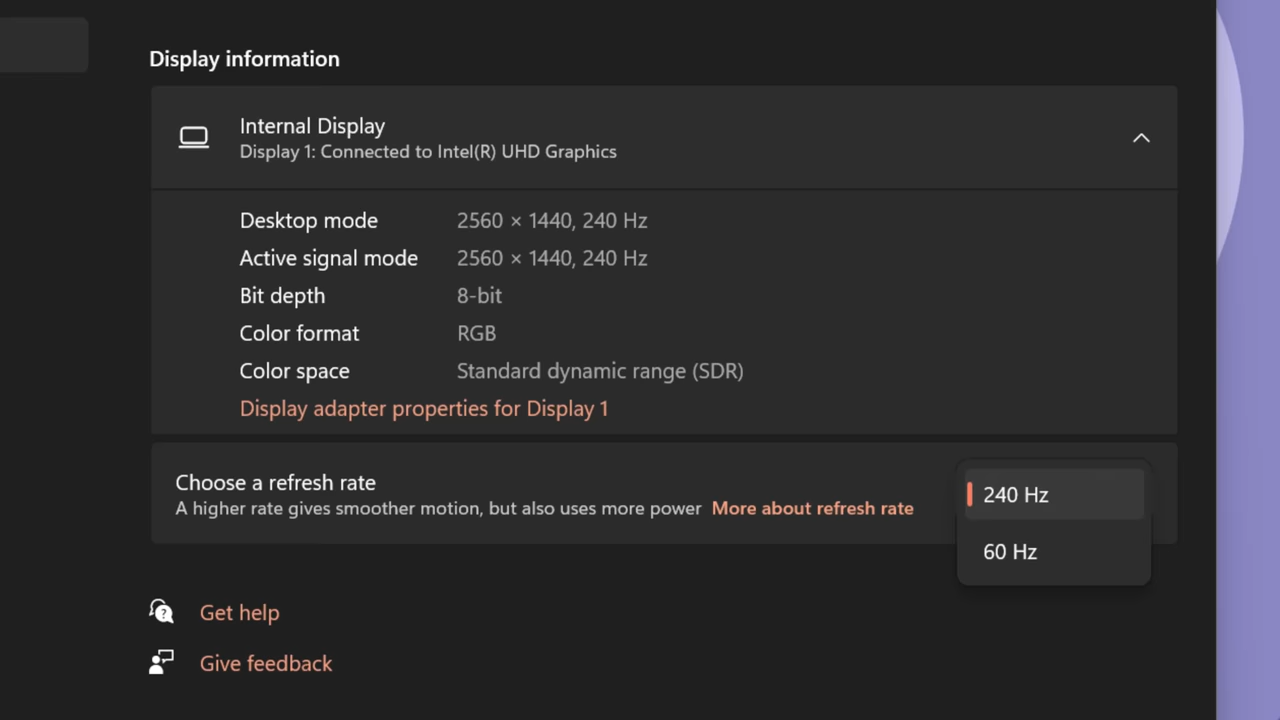 Display information
Internal Display
Display 1: Connected to Intel(R) UHD Graphics
Desktop mode 2560 × 1440, 240 Hz
Active signal mode 2560 × 1440, 240 Hz
Bit depth 8-bit
Color format RGB
Color space Standard dynamic range (SDR)
Display adapter properties for Display 1
Choose a refresh rate
A higher rate gives smoother motion, but also uses more power More about refresh rate
240 Hz
60 Hz
Get help
Give feedback